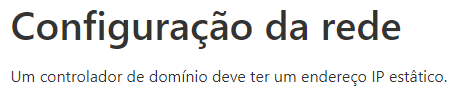 Configuração da rede
Um controlador de domínio deve ter um endereço IP estático.